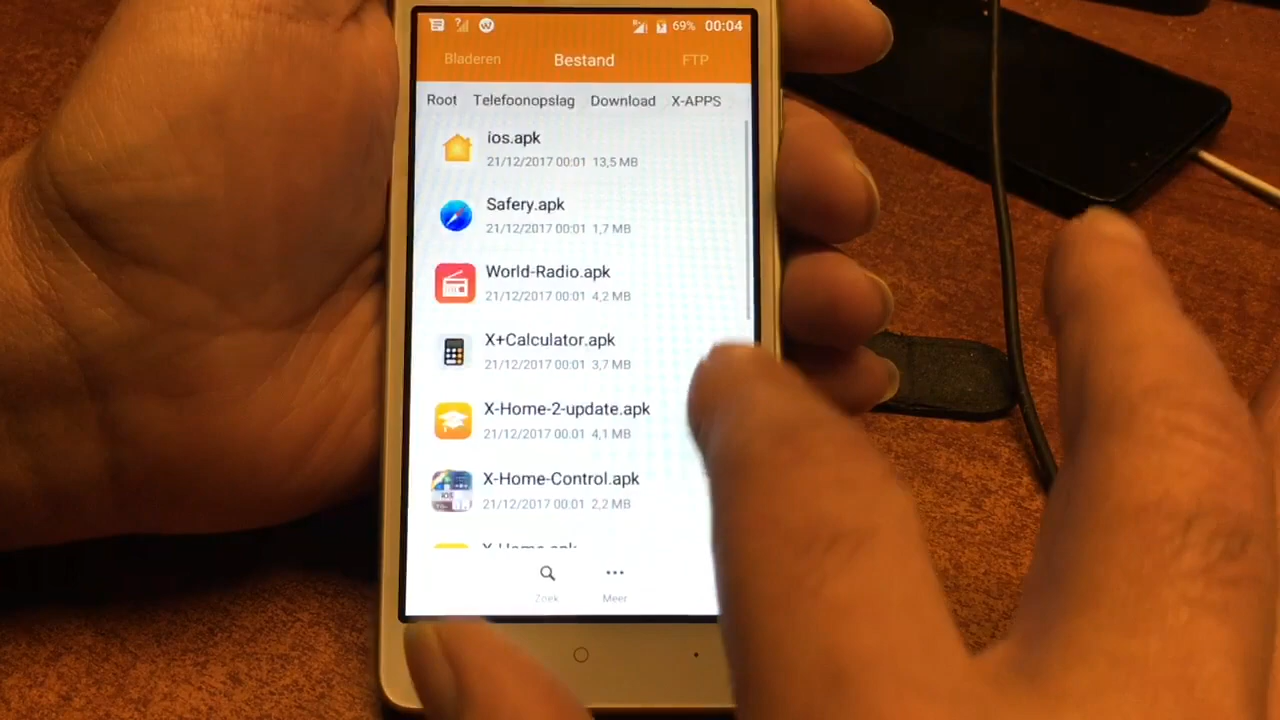 69% 00:04
Bladeren Bestand FTP
Root Telefoonopslag Download X-APPS
ios.apk
21/12/2017 00:01 13,5 MB
Safery.apk
21/12/2017 00:01 1,7 MB
World-Radio.apk
21/12/2017 00:01 4,2 MB
X+Calculator.apk
21/12/2017 00:01 3,7 MB
X-Home-2-update.apk
21/12/2017 00:01 4,1 MB
X-Home-Control.apk
21/12/2017 00:01 2,2 MB
X-Home.apk
Zoek Meer